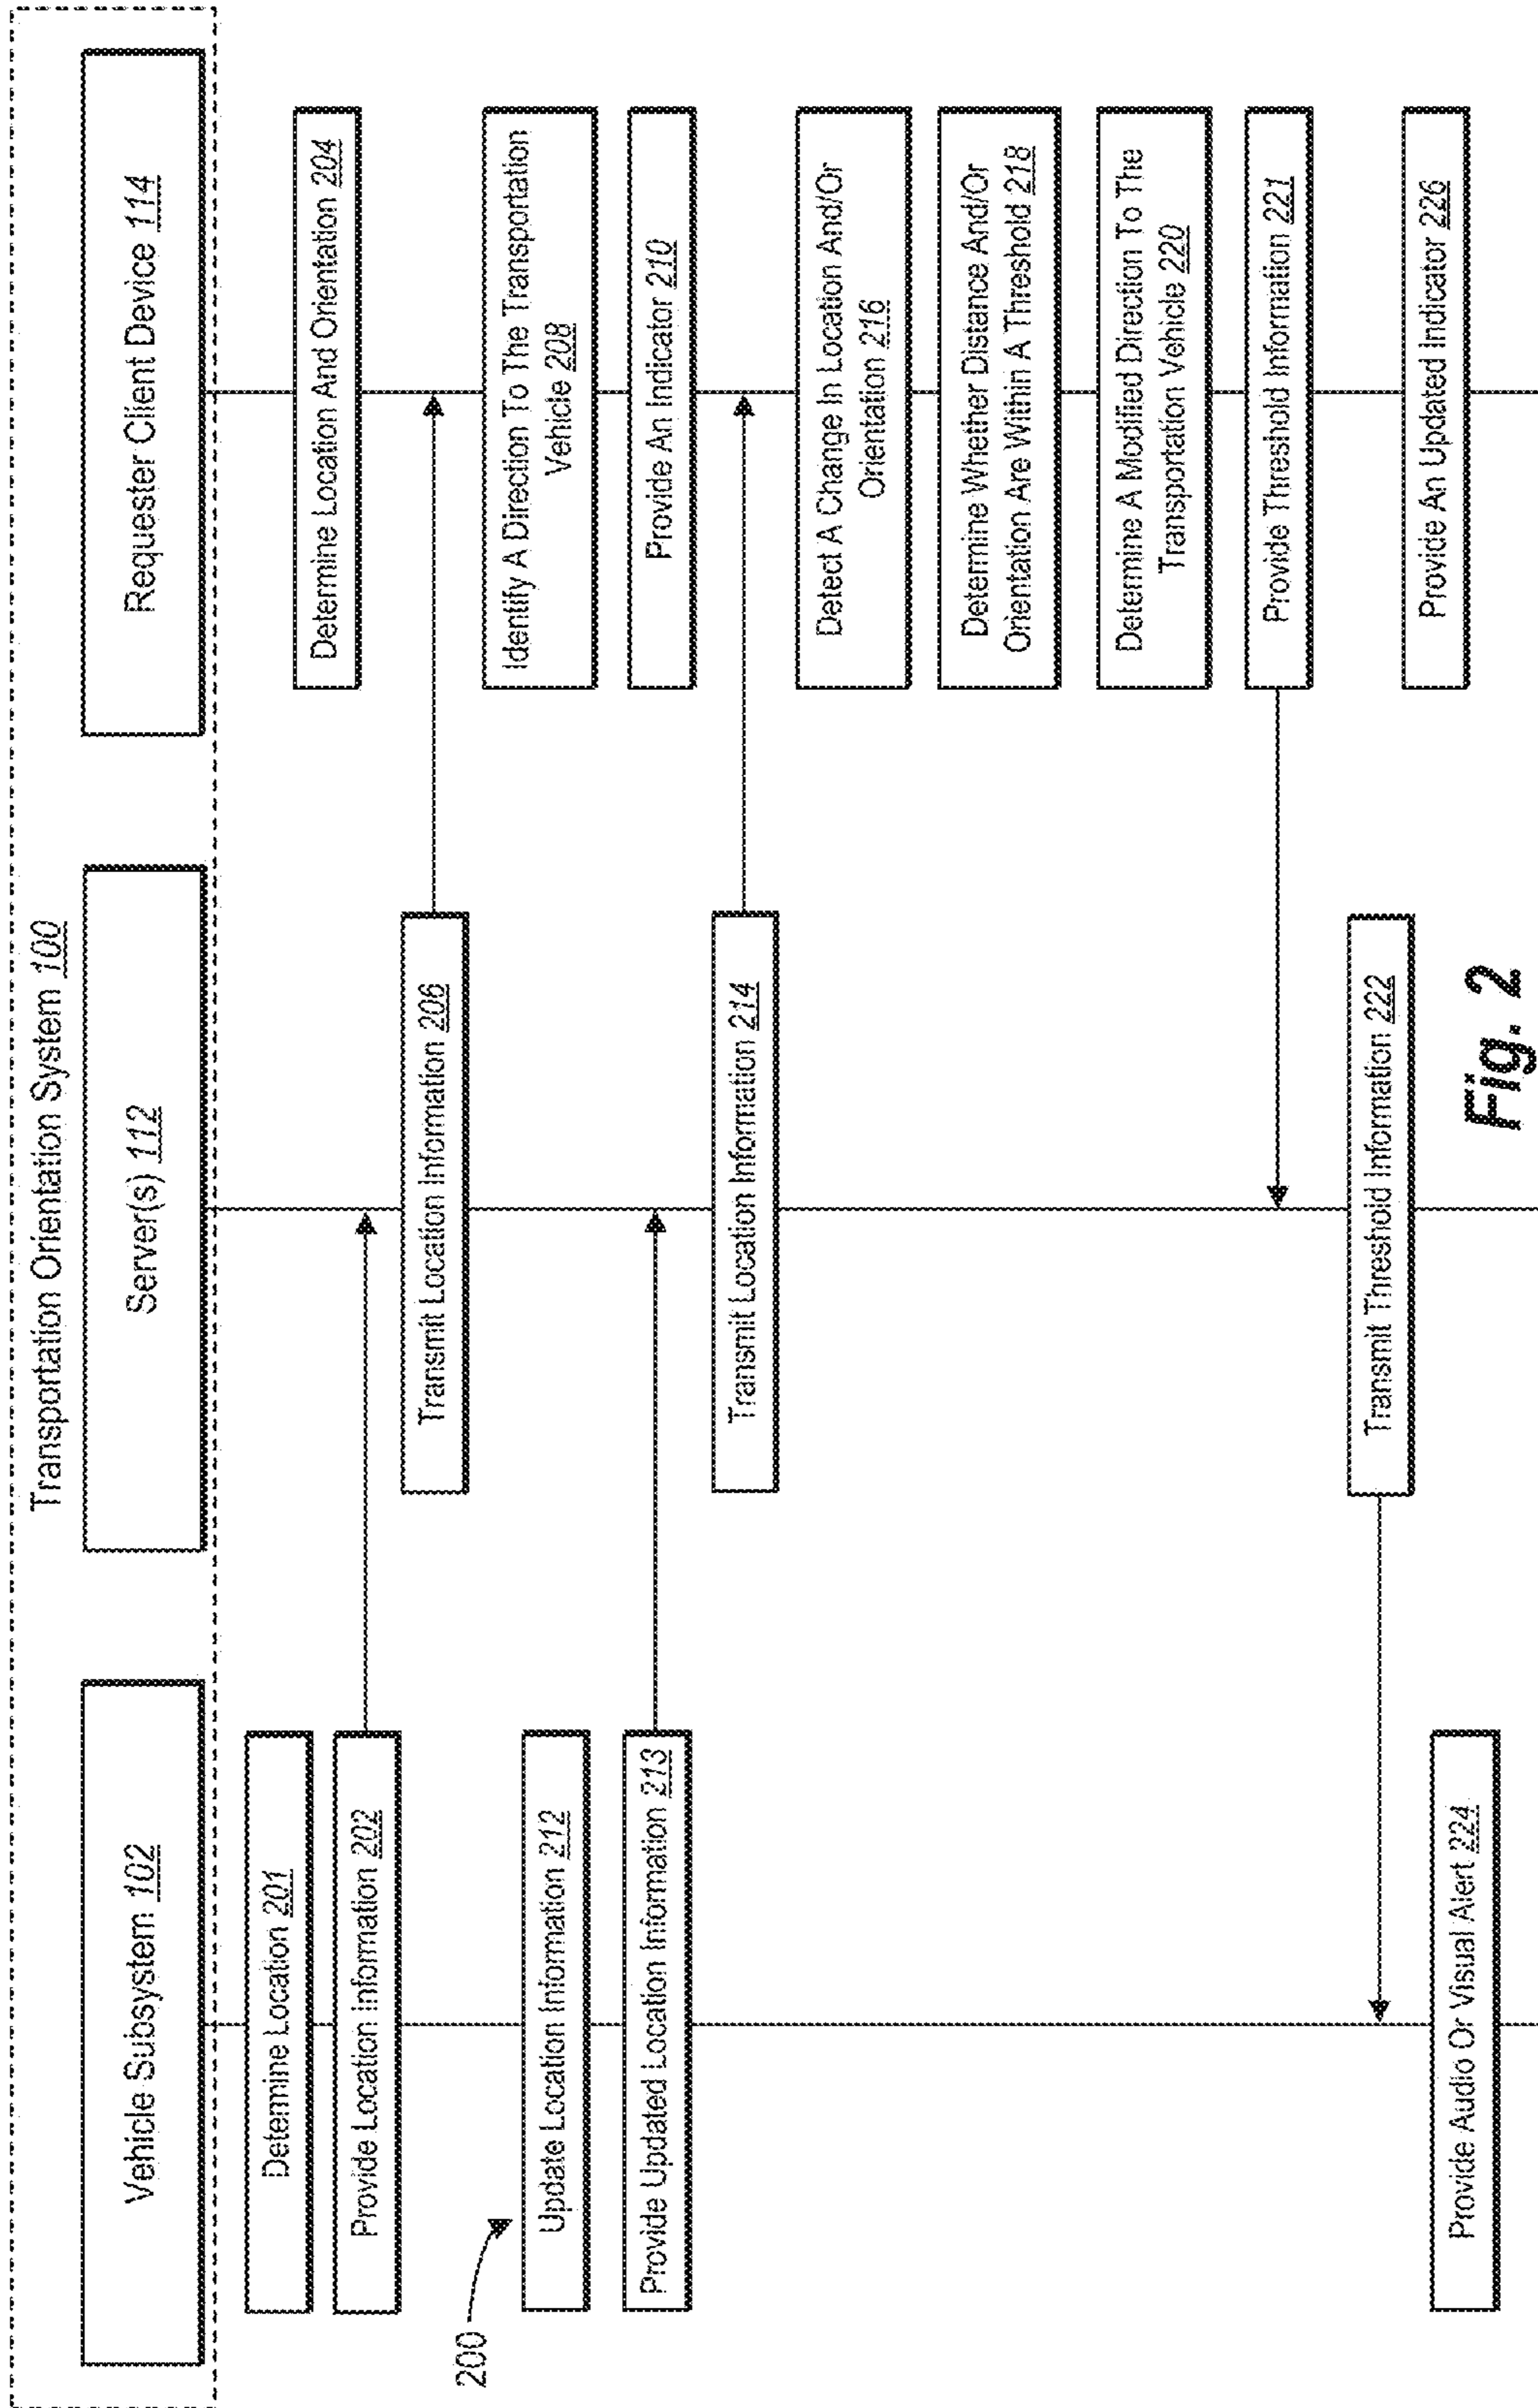 Transportation Orientation System 100
Vehicle Subsystem 102
Server(s) 112
Requester Client Device 114
Determine Location 201
Provide Location Information 202
Determine Location And Orientation 204
Transmit Location Information 206
Identify A Direction To The Transportation
Vehicle 208
Provide An Indicator 210
200
Update Location Information 212
Provide Updated Location Information 213
Transmit Location Information 214
Detect A Change In Location And/Or
Orientation 216
Determine Whether Distance And/Or
Orientation Are Within A Threshold 218
Determine A Modified Direction To The
Transportation Vehicle 220
Provide Threshold Information 221
Transmit Threshold Information 222
Provide Audio Or Visual Alert 224
Provide An Updated Indicator 226
Fig. 2